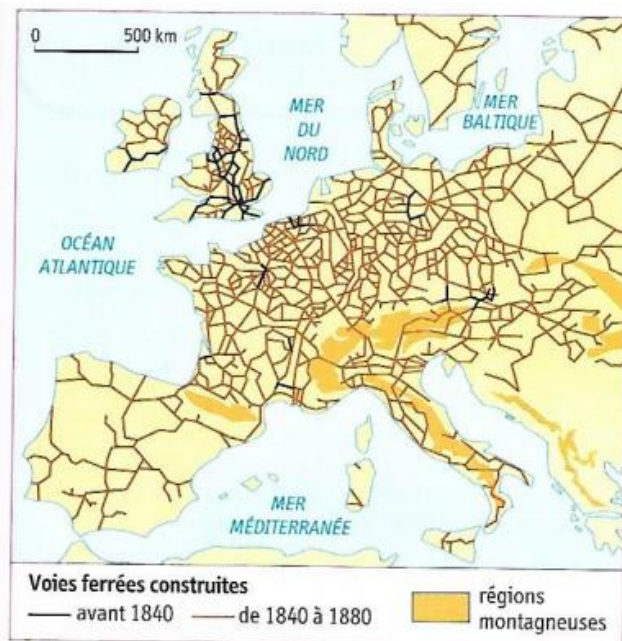 0 500 km
MER
DU
NORD
MER
BALTIQUE
OCÉAN
ATLANTIQUE
MER
MÉDITERRANÉE
Voies ferrées construites
avant 1840
de 1840 à 1880
régions
montagneuses